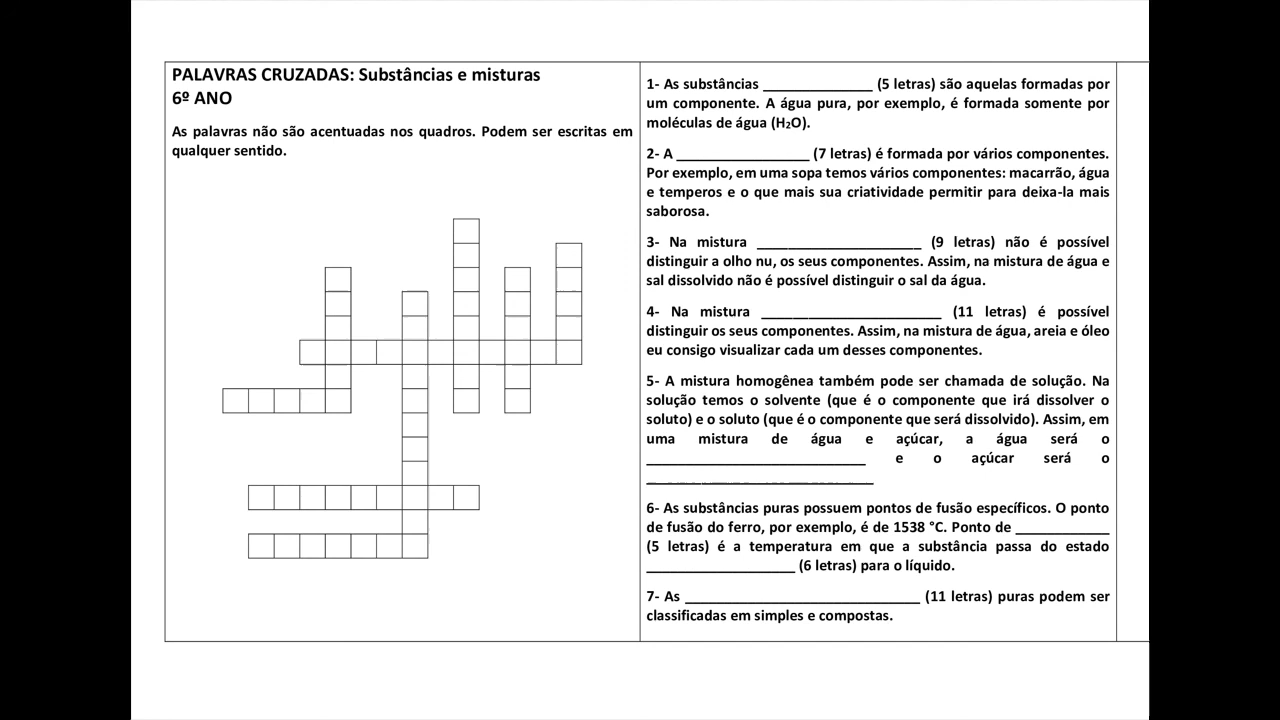 PALAVRAS CRUZADAS: Substâncias e misturas
6º ANO
As palavras não são acentuadas nos quadros. Podem ser escritas em
qualquer sentido.
1- As substâncias ______________ (5 letras) são aquelas formadas por
um componente. A água pura, por exemplo, é formada somente por
moléculas de água (H₂O).
2- A _________________ (7 letras) é formada por vários componentes.
Por exemplo, em uma sopa temos vários componentes: macarrão, água
e temperos e o que mais sua criatividade permitir para deixa-la mais
saborosa.
3- Na mistura _____________________ (9 letras) não é possível
distinguir a olho nu, os seus componentes. Assim, na mistura de água e
sal dissolvido não é possível distinguir o sal da água.
4- Na mistura _______________________ (11 letras) é possível
distinguir os seus componentes. Assim, na mistura de água, areia e óleo
eu consigo visualizar cada um desses componentes.
5- A mistura homogênea também pode ser chamada de solução. Na
solução temos o solvente (que é o componente que irá dissolver o
soluto) e o soluto (que é o componente que será dissolvido). Assim, em
uma mistura de água e açúcar, a água será o
____________________________ e o açúcar será o
_____________________________
6- As substâncias puras possuem pontos de fusão específicos. O ponto
de fusão do ferro, por exemplo, é de 1538 °C. Ponto de ____________
(5 letras) é a temperatura em que a substância passa do estado
___________________ (6 letras) para o líquido.
7- As ______________________________ (11 letras) puras podem ser
classificadas em simples e compostas.